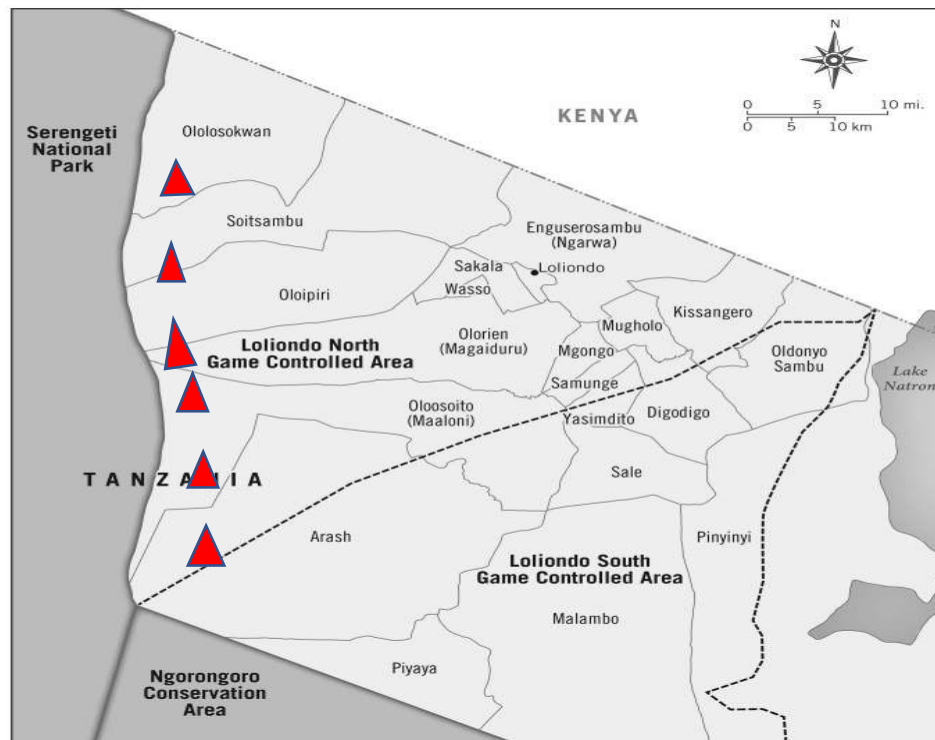 N
0 5 10 mi.
0 5 10 km
KENYA
Serengeti
National
Park
Ololosokwan
Soitsambu
Enguserosambu
(Ngarwa)
Sakala
Loliondo
Wasso
Oloipiri
Kissangero
Mugholo
Olorien
(Magaiduru)
Loliondo North
Game Controlled Area
Mgongo
Oldonyo
Sambu
Lake
Natron
Samunge
Oloosoito
(Maaloni)
Yasimdito
Digodigo
Sale
TANZANIA
Arash
Pinyinyi
Loliondo South
Game Controlled Area
Malambo
Piyaya
Ngorongoro
Conservation
Area